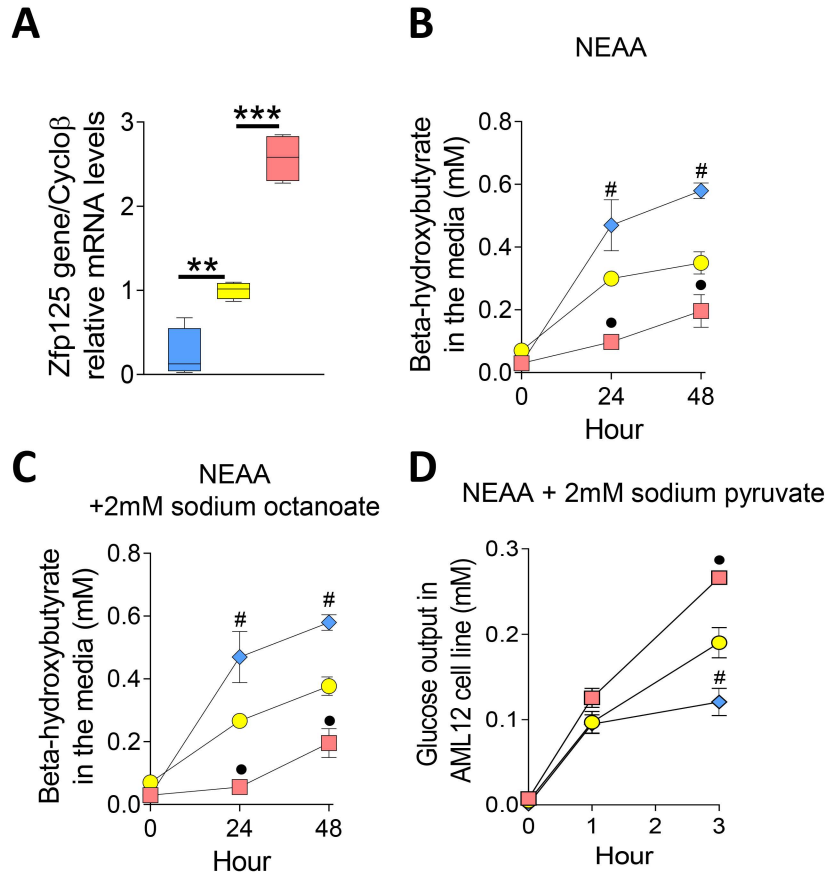 A
Zfp125 gene/Cycloβ
relative mRNA levels
3
2
1
0
**
***
B
NEAA
Beta-hydroxybutyrate
in the media (mM)
0.8
0.6
0.4
0.2
0.0
#
#
0
24
48
Hour
C
NEAA
+2mM sodium octanoate
Beta-hydroxybutyrate
in the media (mM)
0.8
0.6
0.4
0.2
0.0
#
#
0
24
48
Hour
D
NEAA + 2mM sodium pyruvate
Glucose output in
AML12 cell line (mM)
0.3
0.2
0.1
0.0
#
0
1
2
3
Hour